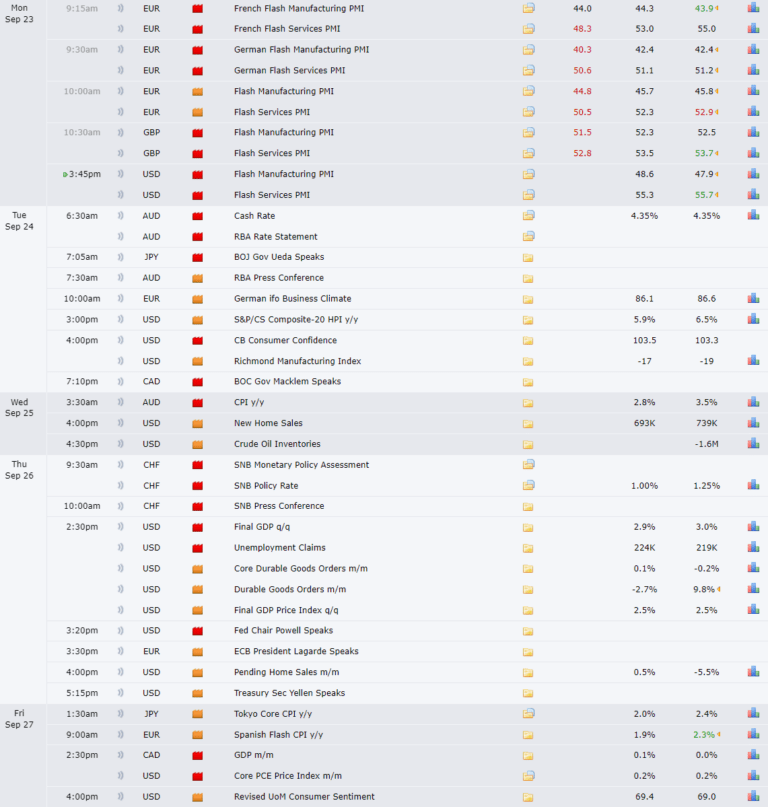 Mon 9:15am EUR French Flash Manufacturing PMI 44.0 44.3 43.9
Sep 23
EUR French Flash Services PMI 48.3 53.0 55.0
9:30am EUR German Flash Manufacturing PMI 40.3 42.4 42.4
EUR German Flash Services PMI 50.6 51.1 51.2
10:00am EUR Flash Manufacturing PMI 44.8 45.7 45.8
EUR Flash Services PMI 50.5 52.3 52.9
10:30am GBP Flash Manufacturing PMI 51.5 52.3 52.5
GBP Flash Services PMI 52.8 53.5 53.7
3:45pm USD Flash Manufacturing PMI 48.6 47.9
USD Flash Services PMI 55.3 55.7
Tue 6:30am AUD Cash Rate 4.35% 4.35%
Sep 24
AUD RBA Rate Statement
7:05am JPY BOJ Gov Ueda Speaks
7:30am AUD RBA Press Conference
10:00am EUR German ifo Business Climate 86.1 86.6
3:00pm USD S&P/CS Composite-20 HPI y/y 5.9% 6.5%
4:00pm USD CB Consumer Confidence 103.5 103.3
USD Richmond Manufacturing Index -17 -19
7:10pm CAD BOC Gov Macklem Speaks
Wed 3:30am AUD CPI y/y 2.8% 3.5%
Sep 25
4:00pm USD New Home Sales 693K 739K
4:30pm USD Crude Oil Inventories -1.6M
Thu 9:30am CHF SNB Monetary Policy Assessment
Sep 26
CHF SNB Policy Rate 1.00% 1.25%
10:00am CHF SNB Press Conference
2:30pm USD Final GDP q/q 2.9% 3.0%
USD Unemployment Claims 224K 219K
USD Core Durable Goods Orders m/m 0.1% -0.2%
USD Durable Goods Orders m/m -2.7% 9.8%
USD Final GDP Price Index q/q 2.5% 2.5%
3:20pm USD Fed Chair Powell Speaks
3:30pm EUR ECB President Lagarde Speaks
4:00pm USD Pending Home Sales m/m 0.5% -5.5%
5:15pm USD Treasury Sec Yellen Speaks
Fri 1:30am JPY Tokyo Core CPI y/y 2.0% 2.4%
Sep 27
9:00am EUR Spanish Flash CPI y/y 1.9% 2.3%
2:30pm CAD GDP m/m 0.1% 0.0%
USD Core PCE Price Index m/m 0.2% 0.2%
4:00pm USD Revised UoM Consumer Sentiment 69.4 69.0